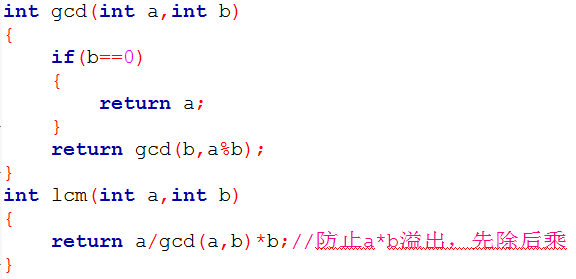 int gcd(int a,int b)
{
    if(b==0)
    {
        return a;
    }
    return gcd(b,a%b);
}
int lcm(int a,int b)
{
    return a/gcd(a,b)*b;//防止a*b溢出，先除后乘
}